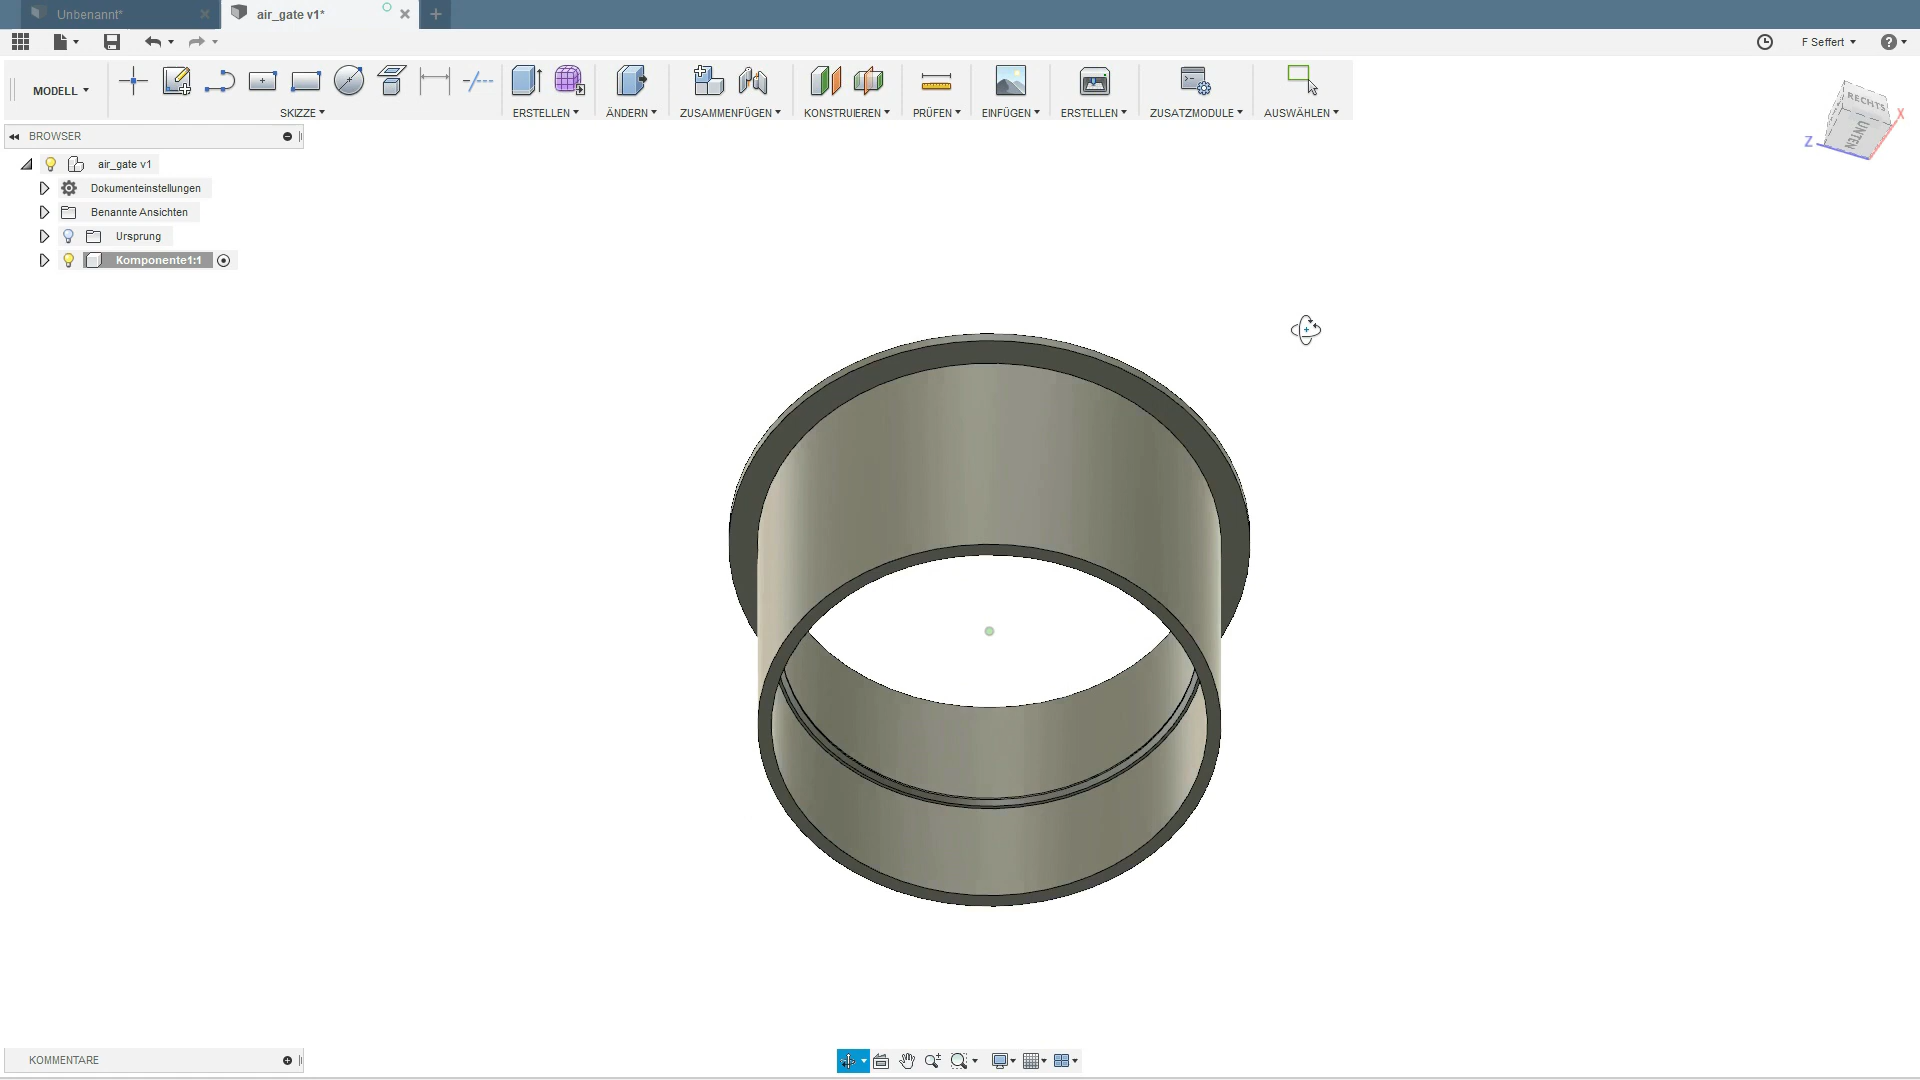 Unbenannt*
air_gate v1*
F Seffert
MODELL
SKIZZE
ERSTELLEN
ÄNDERN
ZUSAMMENFÜGEN
KONSTRUIEREN
PRÜFEN
EINFÜGEN
ERSTELLEN
ZUSATZMODULE
AUSWÄHLEN
RECHTS
UNTEN
X
Z
BROWSER
air_gate v1
Dokumenteinstellungen
Benannte Ansichten
Ursprung
Komponente1:1
KOMMENTARE